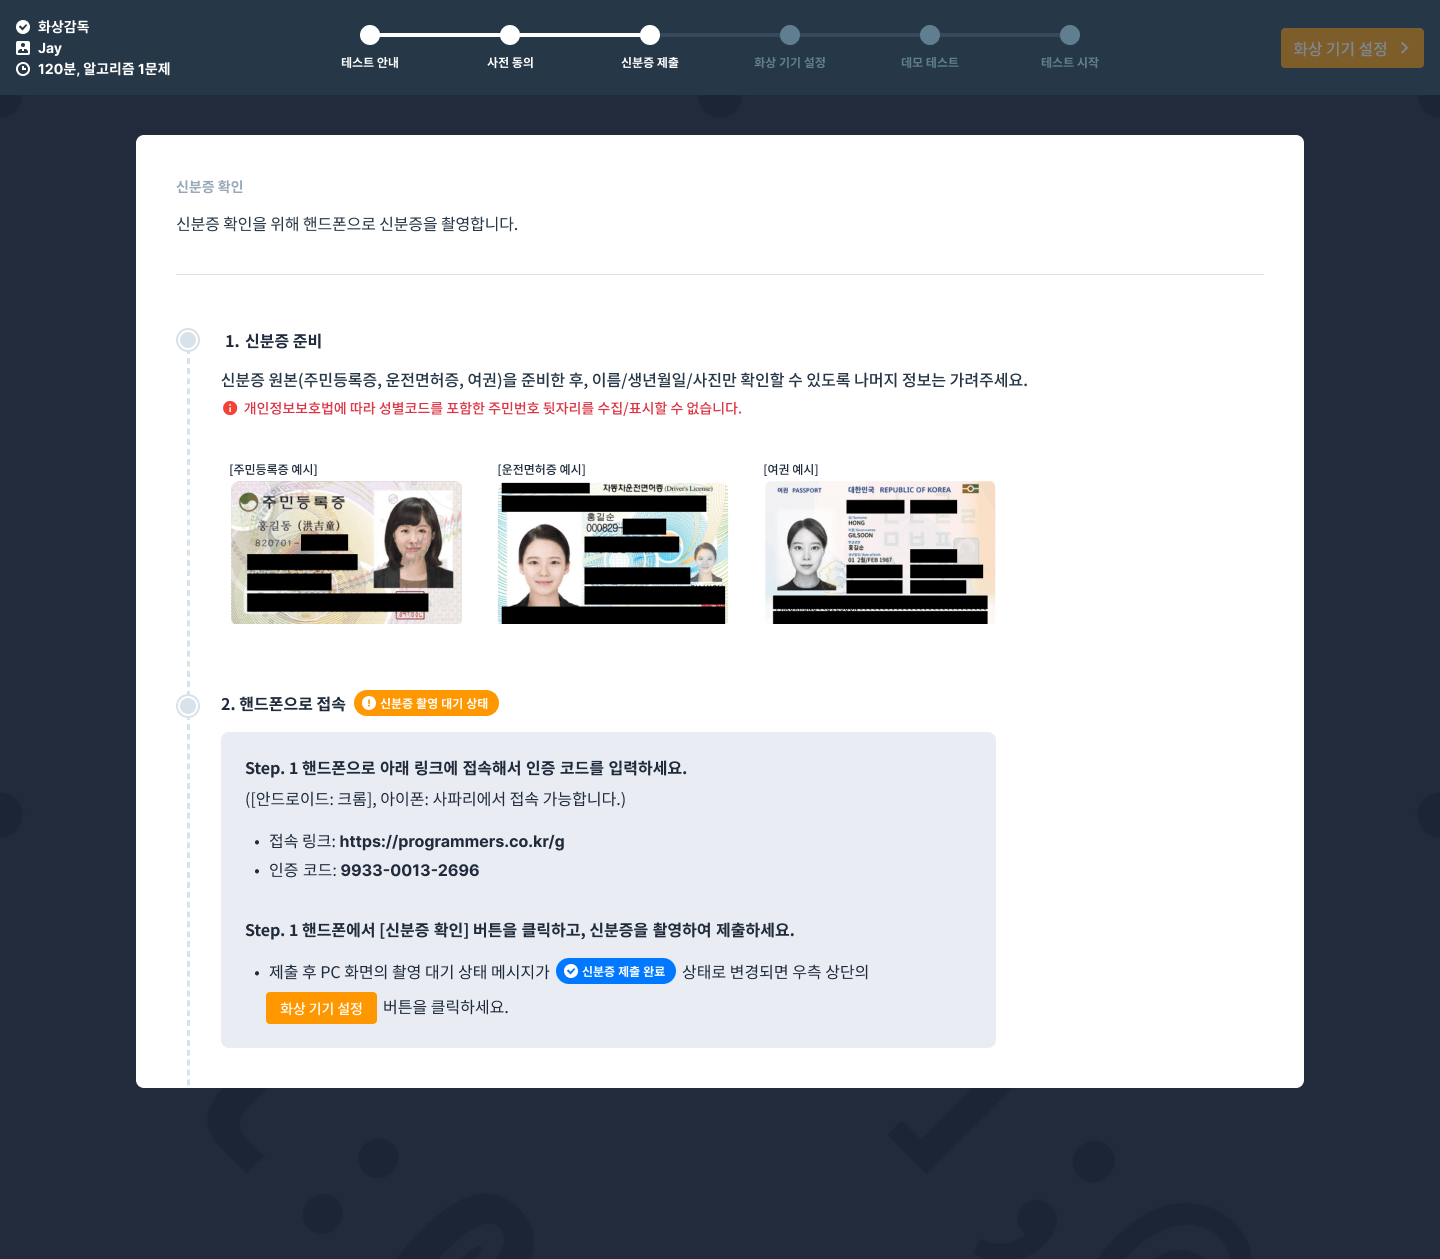 화상감독
Jay
120분, 알고리즘 1문제
테스트 안내
사전 동의
신분증 제출
화상 기기 설정
데모 테스트
테스트 시작
화상 기기 설정
신분증 확인
신분증 확인을 위해 핸드폰으로 신분증을 촬영합니다.
1. 신분증 준비
신분증 원본(주민등록증, 운전면허증, 여권)을 준비한 후, 이름/생년월일/사진만 확인할 수 있도록 나머지 정보는 가려주세요.
개인정보보호법에 따라 성별코드를 포함한 주민번호 뒷자리를 수집/표시할 수 없습니다.
[주민등록증 예시]
주민등록증
홍길동 (洪吉童)
820701-
[운전면허증 예시]
자동차운전면허증 (Driver's License)
홍길순
000829-
[여권 예시]
여권 PASSPORT
대한민국 REPUBLIC OF KOREA
HONG
GILSOON
홍길순
01 2월/FEB 1987
2. 핸드폰으로 접속
신분증 촬영 대기 상태
Step. 1 핸드폰으로 아래 링크에 접속해서 인증 코드를 입력하세요.
([안드로이드: 크롬], 아이폰: 사파리에서 접속 가능합니다.)
• 접속 링크: https://programmers.co.kr/g
• 인증 코드: 9933-0013-2696
Step. 1 핸드폰에서 [신분증 확인] 버튼을 클릭하고, 신분증을 촬영하여 제출하세요.
• 제출 후 PC 화면의 촬영 대기 상태 메시지가 신분증 제출 완료 상태로 변경되면 우측 상단의
화상 기기 설정 버튼을 클릭하세요.